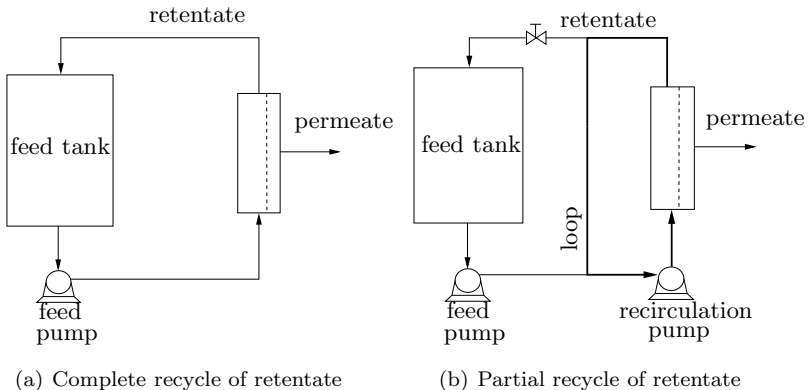 retentate
feed tank
permeate
feed
pump
(a) Complete recycle of retentate
retentate
feed tank
permeate
loop
feed
pump
recirculation
pump
(b) Partial recycle of retentate